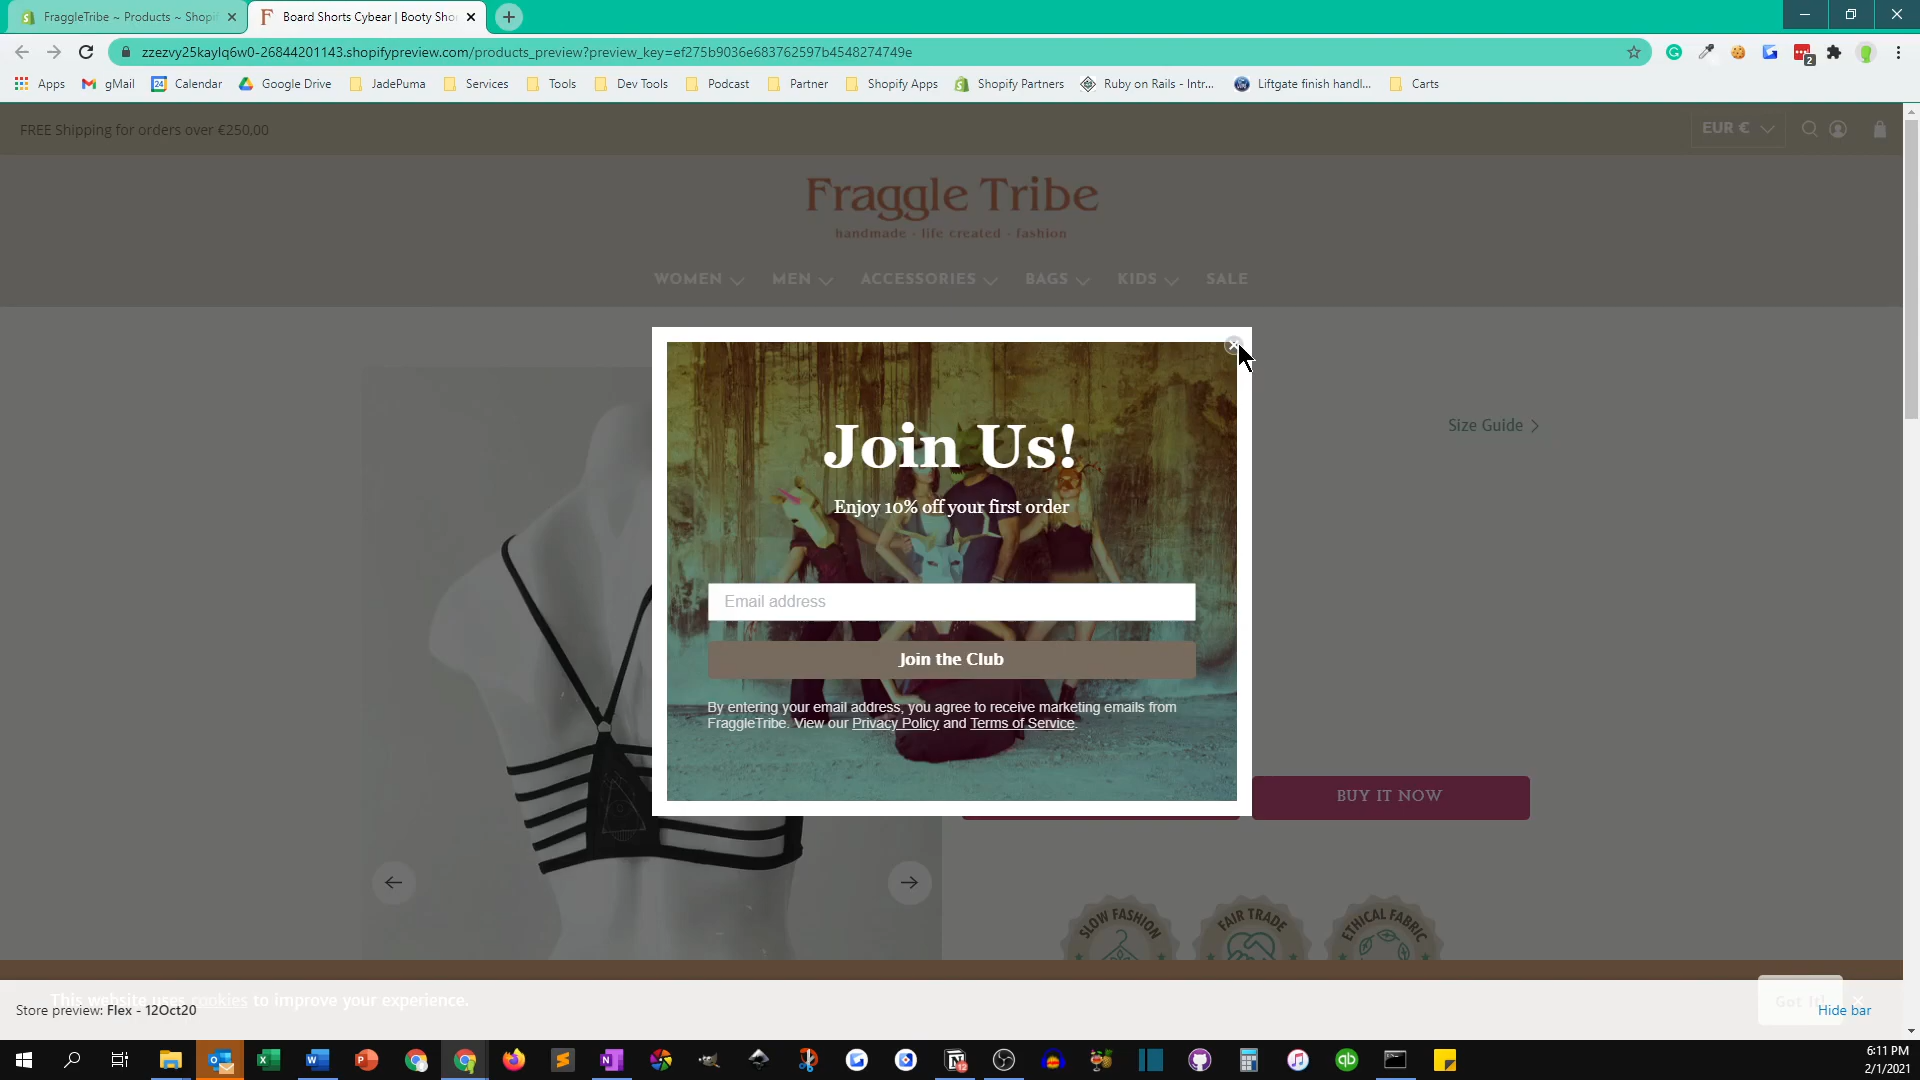 FraggleTribe ~ Products ~ Shopif
Board Shorts Cybear | Booty Sho
zzezvy25kaylq6w0-26844201143.shopifypreview.com/products_preview?preview_key=ef275b9036e683762597b4548274749e
2
Apps
gMail
Calendar
Google Drive
JadePuma
Services
Tools
Dev Tools
Podcast
Partner
Shopify Apps
Shopify Partners
Ruby on Rails - Intr...
Liftgate finish handl...
Carts
FREE Shipping for orders over €250,00
EUR €
Fraggle Tribe
handmade - life created - fashion
WOMEN
MEN
ACCESSORIES
BAGS
KIDS
SALE
Size Guide
Join Us!
Enjoy 10% off your first order
Email address
Join the Club
By entering your email address, you agree to receive marketing emails from
FraggleTribe. View our Privacy Policy and Terms of Service.
BUY IT NOW
SLOW FASHION
FAIR TRADE
ETHICAL FABRIC
This website uses cookies to improve your experience.
Got It!
Store preview: Flex - 12Oct20
Hide bar
12
6:11 PM
2/1/2021